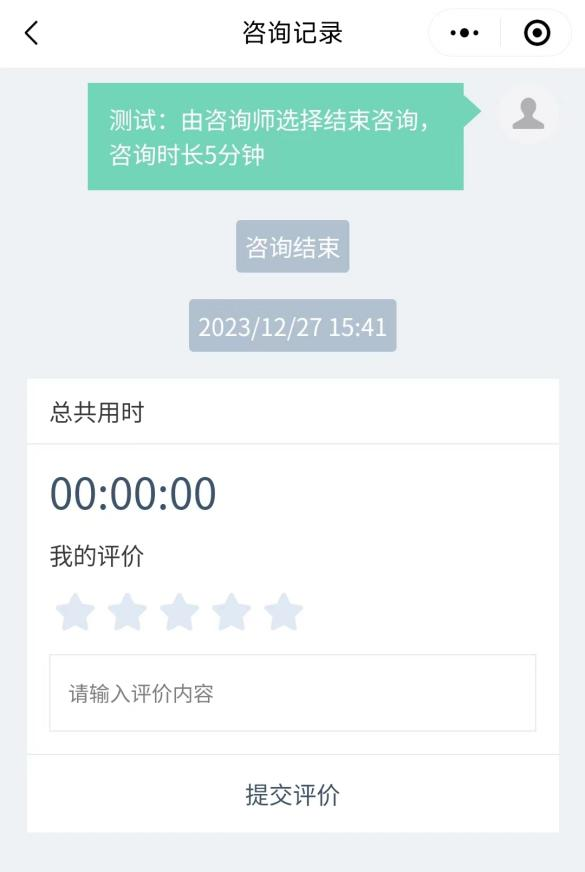 咨询记录
测试：由咨询师选择结束咨询，
咨询时长5分钟
咨询结束
2023/12/27 15:41
总共用时
00:00:00
我的评价
请输入评价内容
提交评价